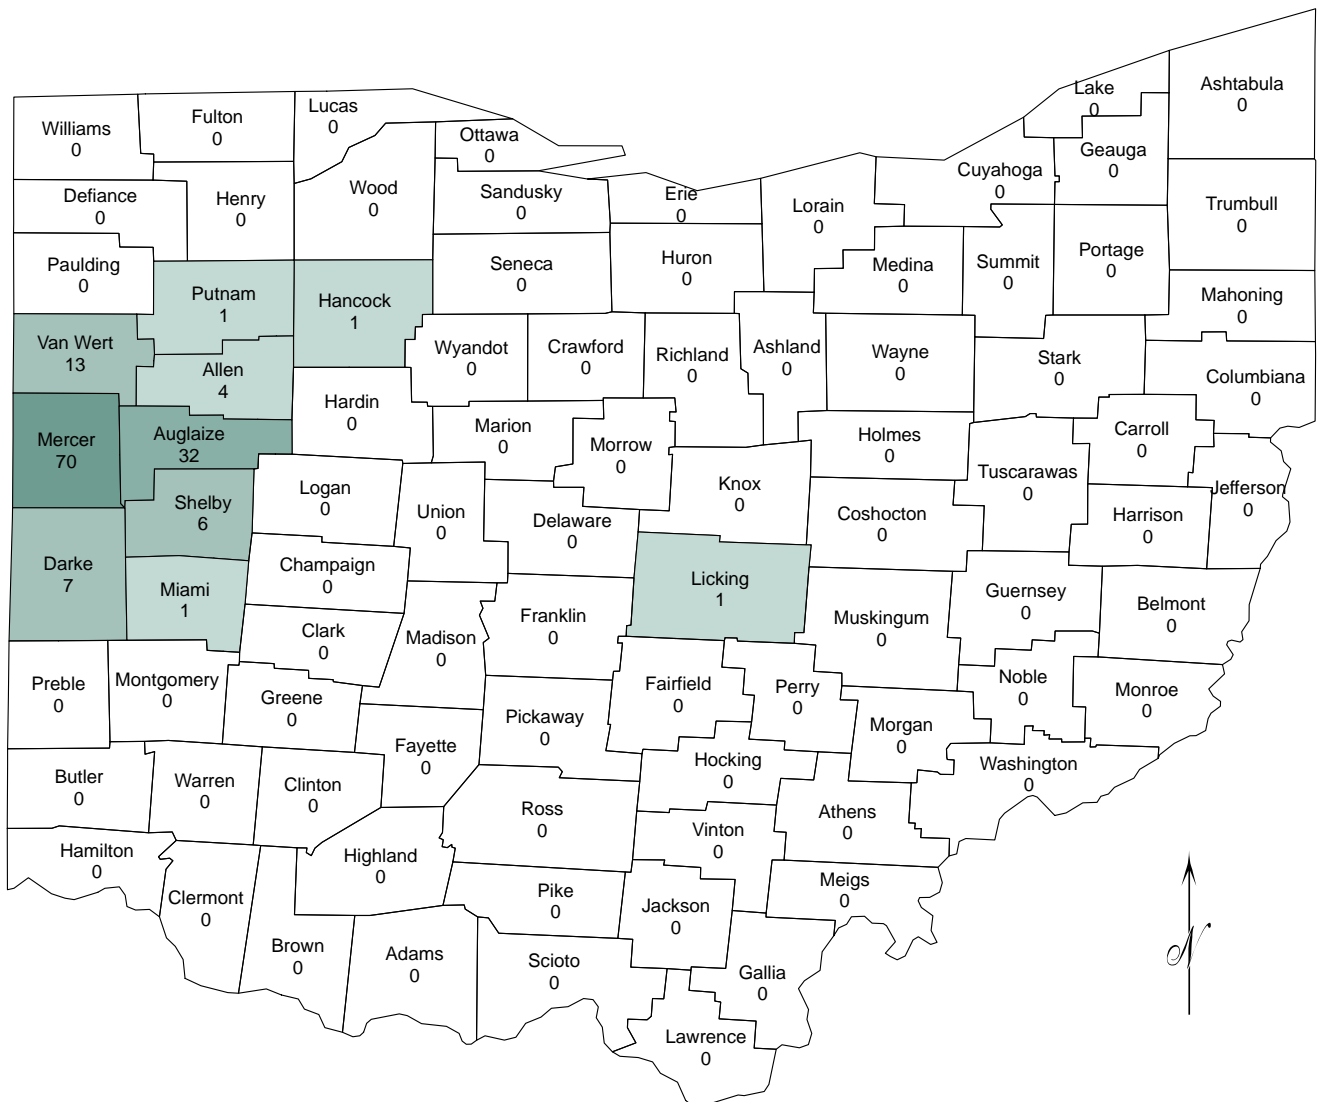 Lake
0
Ashtabula
0
Lucas
0
Fulton
0
Williams
0
Ottawa
0
Geauga
0
Cuyahoga
0
Defiance
0
Henry
0
Wood
0
Sandusky
0
Erie
0
Lorain
0
Trumbull
0
Paulding
0
Seneca
0
Huron
0
Medina
0
Summit
0
Portage
0
Putnam
1
Hancock
1
Mahoning
0
Van Wert
13
Allen
4
Wyandot
0
Crawford
0
Richland
0
Ashland
0
Wayne
0
Stark
0
Columbiana
0
Hardin
0
Mercer
70
Auglaize
32
Marion
0
Morrow
0
Holmes
0
Carroll
0
Tuscarawas
0
Knox
0
Logan
0
Shelby
6
Union
0
Delaware
0
Coshocton
0
Harrison
0
Jefferson
0
Darke
7
Miami
1
Champaign
0
Licking
1
Guernsey
0
Belmont
0
Clark
0
Madison
0
Franklin
0
Muskingum
0
Preble
0
Montgomery
0
Greene
0
Fairfield
0
Perry
0
Noble
0
Monroe
0
Pickaway
0
Morgan
0
Fayette
0
Hocking
0
Washington
0
Butler
0
Warren
0
Clinton
0
Ross
0
Athens
0
Vinton
0
Hamilton
0
Highland
0
Clermont
0
Pike
0
Jackson
0
Meigs
0
Brown
0
Adams
0
Scioto
0
Gallia
0
Lawrence
0
N